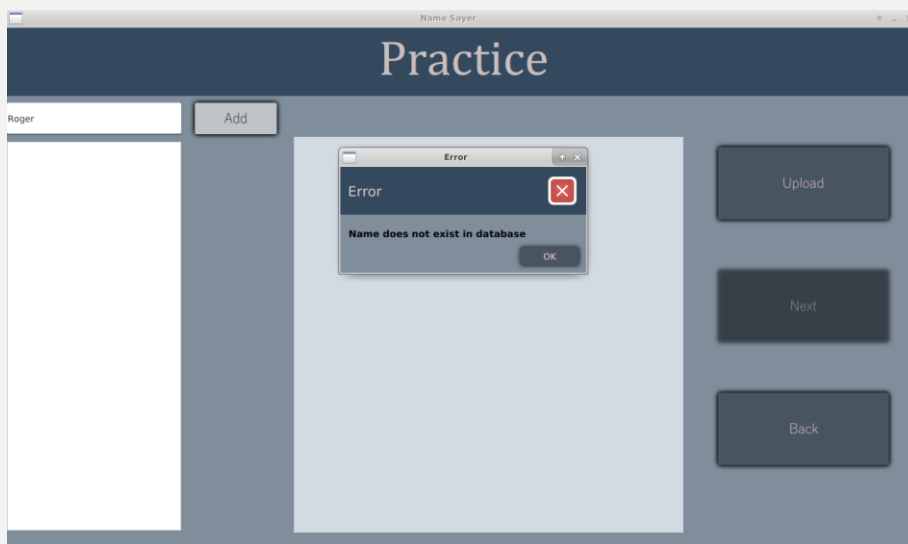 Name Sayer
Practice
Roger
Add
Error
Error
Name does not exist in database
OK
Upload
Next
Back